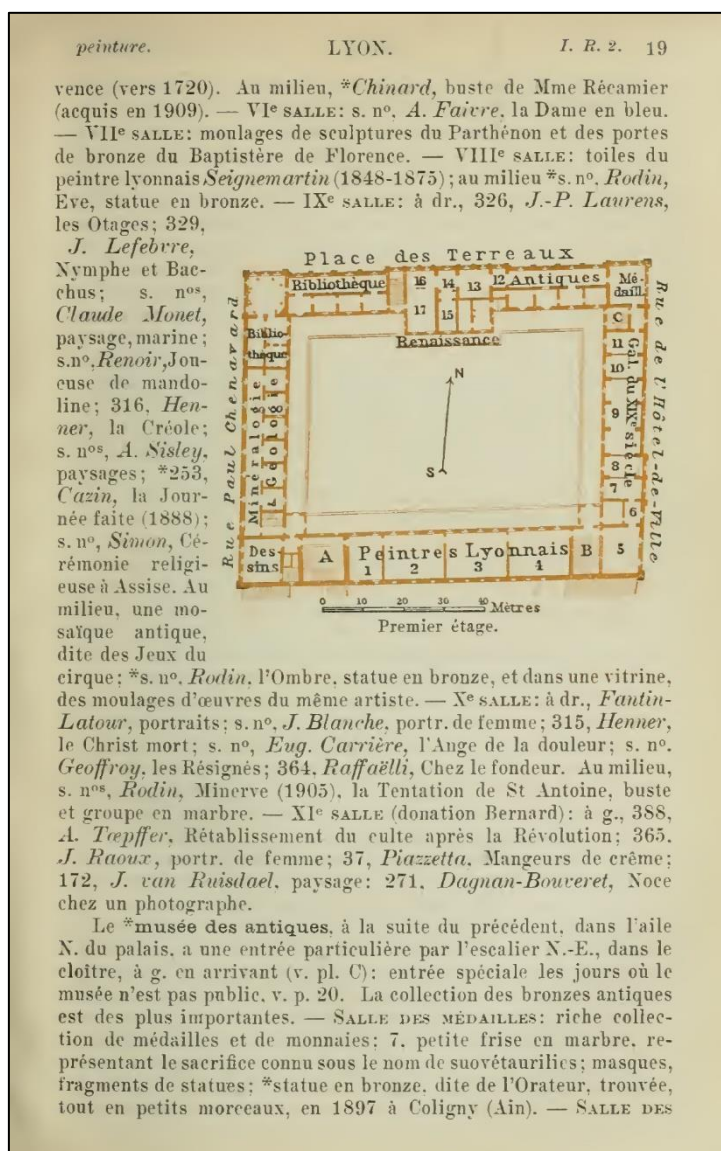 peinture. LYON. I. R. 2. 19
vence (vers 1720). Au milieu, *Chinard, buste de Mme Récamier
(acquis en 1909). — VIe SALLE: s. no, A. Faivre, la Dame en bleu.
— VIIe SALLE: moulages de sculptures du Parthénon et des portes
de bronze du Baptistère de Florence. — VIIIe SALLE: toiles du
peintre lyonnais Seignemartin (1848-1875); au milieu *s. no, Rodin,
Eve, statue en bronze. — IXe SALLE: à dr., 326, J.-P. Laurens,
les Otages; 329,
J. Lefebvre,
Nymphe et Bac-
chus; s. nos,
Claude Monet,
paysage, marine;
s. no, Renoir, Jou-
euse de mando-
line; 316, Hen-
ner, la Créole;
s. nos, A. Sisley,
paysages; *253,
Cazin, la Jour-
née faite (1888);
s. no, Simon, Cé-
rémonie religi-
euse à Assise. Au
milieu, une mo-
saïque antique,
dite des Jeux du
Place des Terreaux
Bibliothèque
16
14
13
12 Antiques
Mé-
daill.
17
15
Renaissance
C
11
10
9
8
7
6
Gal. du XIXe siècle
Rue de l'Hôtel-de-Ville
Rue Paul Chenavard
Biblio-
thèque
Minéralogie
Géologie
N
S
Des-
sins
A
Peintres Lyonnais
1 2 3 4
B
5
0 10 20 30 40 Mètres
Premier étage.
cirque; *s. no, Rodin, l'Ombre, statue en bronze, et dans une vitrine,
des moulages d'œuvres du même artiste. — Xe SALLE: à dr., Fantin-
Latour, portraits; s. no, J. Blanche, portr. de femme; 315, Henner,
le Christ mort; s. no, Eug. Carrière, l'Ange de la douleur; s. no,
Geoffroy, les Résignés; 364, Raffaëlli, Chez le fondeur. Au milieu,
s. nos, Rodin, Minerve (1905), la Tentation de St Antoine, buste
et groupe en marbre. — XIe SALLE (donation Bernard): à g., 388,
A. Tœpffer, Rétablissement du culte après la Révolution; 365,
J. Raoux, portr. de femme; 37, Piazzetta, Mangeurs de crême;
172, J. van Ruisdael, paysage; 271, Dagnan-Bouveret, Noce
chez un photographe.
Le *musée des antiques, à la suite du précédent, dans l'aile
N. du palais, a une entrée particulière par l'escalier N.-E., dans le
cloître, à g. en arrivant (v. pl. C): entrée spéciale les jours où le
musée n'est pas public, v. p. 20. La collection des bronzes antiques
est des plus importantes. — SALLE DES MÉDAILLES: riche collec-
tion de médailles et de monnaies; 7, petite frise en marbre, re-
présentant le sacrifice connu sous le nom de suovétaurilies; masques,
fragments de statues; *statue en bronze, dite de l'Orateur, trouvée,
tout en petits morceaux, en 1897 à Coligny (Ain). — SALLE DES